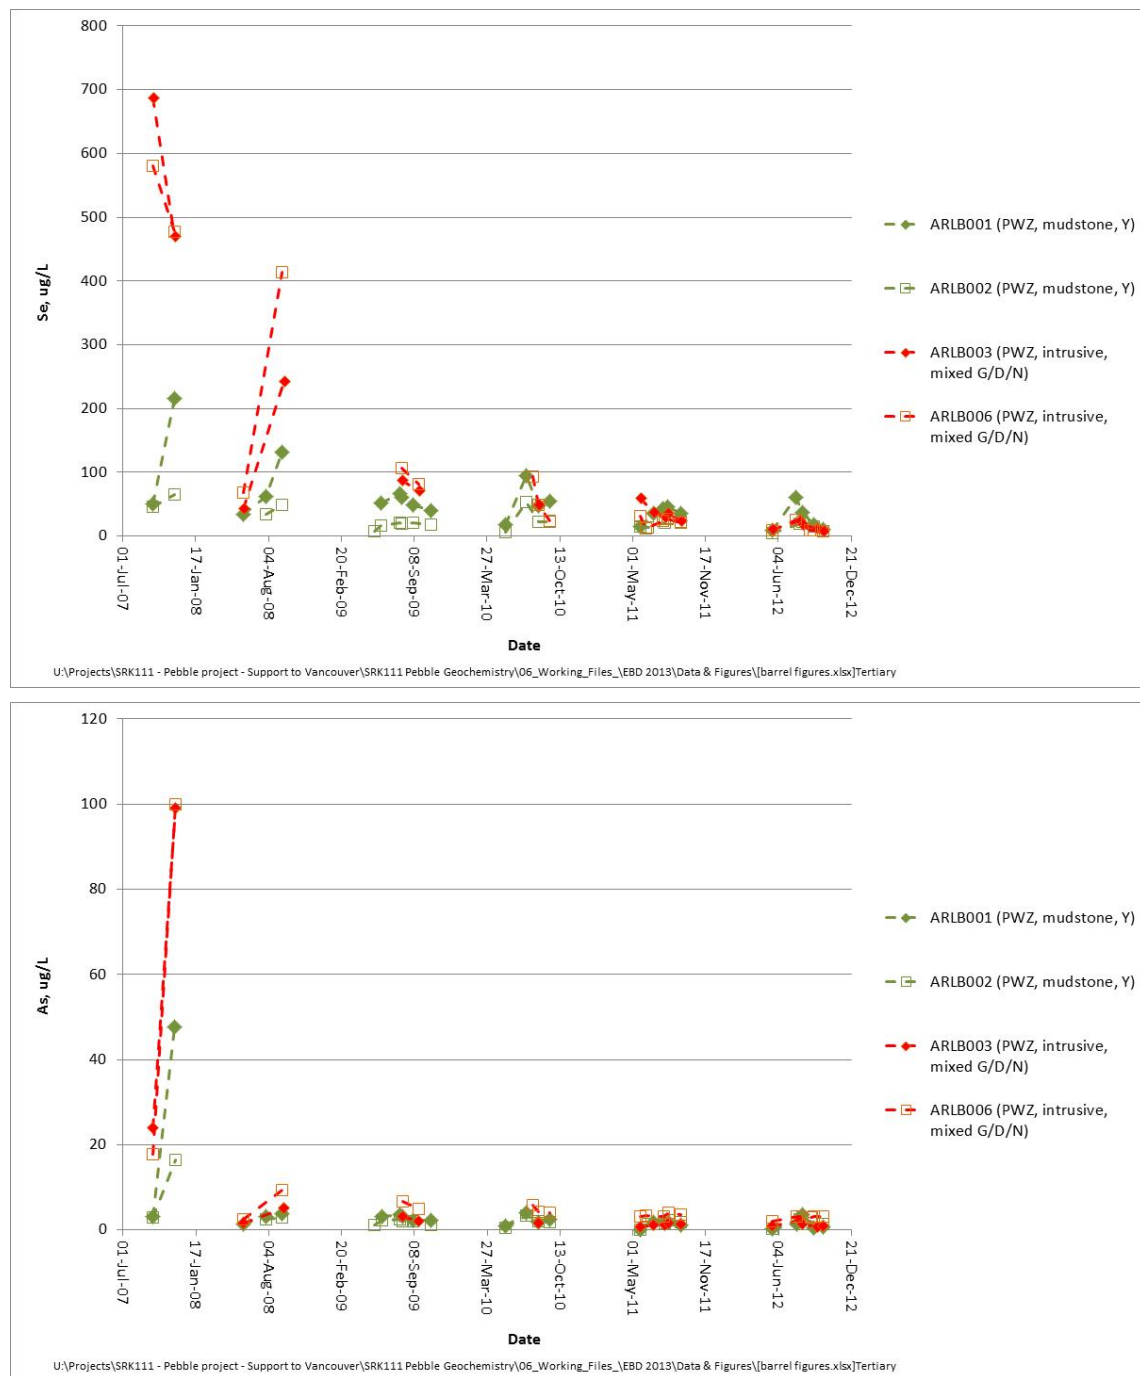 800
700
600
500
400
300
200
100
0
Se, ug/L
01-Jul-07
17-Jan-08
04-Aug-08
20-Feb-09
08-Sep-09
27-Mar-10
13-Oct-10
01-May-11
17-Nov-11
04-Jun-12
21-Dec-12
Date
ARLB001 (PWZ, mudstone, Y)
ARLB002 (PWZ, mudstone, Y)
ARLB003 (PWZ, intrusive,
mixed G/D/N)
ARLB006 (PWZ, intrusive,
mixed G/D/N)
U:\Projects\SRK111 - Pebble project - Support to Vancouver\SRK111 Pebble Geochemistry\06_Working_Files_\EBD 2013\Data & Figures\[barrel figures.xlsx]Tertiary
120
100
80
60
40
20
0
As, ug/L
01-Jul-07
17-Jan-08
04-Aug-08
20-Feb-09
08-Sep-09
27-Mar-10
13-Oct-10
01-May-11
17-Nov-11
04-Jun-12
21-Dec-12
Date
ARLB001 (PWZ, mudstone, Y)
ARLB002 (PWZ, mudstone, Y)
ARLB003 (PWZ, intrusive,
mixed G/D/N)
ARLB006 (PWZ, intrusive,
mixed G/D/N)
U:\Projects\SRK111 - Pebble project - Support to Vancouver\SRK111 Pebble Geochemistry\06_Working_Files_\EBD 2013\Data & Figures\[barrel figures.xlsx]Tertiary